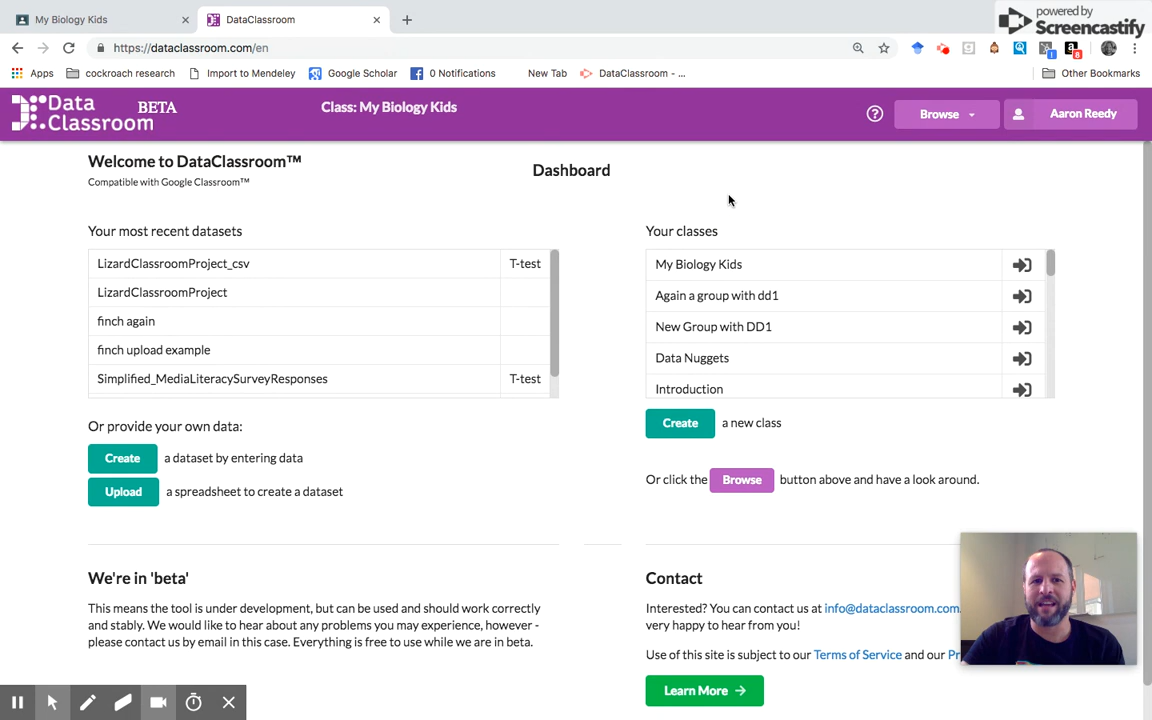 My Biology Kids
DataClassroom
powered by
Screencastify
https://dataclassroom.com/en
Apps
cockroach research
Import to Mendeley
Google Scholar
0 Notifications
New Tab
DataClassroom - ...
Other Bookmarks
Data
Classroom
BETA
Class: My Biology Kids
Browse
Aaron Reedy
Welcome to DataClassroom™
Compatible with Google Classroom™
Dashboard
Your most recent datasets
LizardClassroomProject_csv T-test
LizardClassroomProject
finch again
finch upload example
Simplified_MediaLiteracySurveyResponses T-test
Your classes
My Biology Kids
Again a group with dd1
New Group with DD1
Data Nuggets
Introduction
Or provide your own data:
Create a dataset by entering data
Upload a spreadsheet to create a dataset
Create a new class
Or click the Browse button above and have a look around.
We're in 'beta'
This means the tool is under development, but can be used and should work correctly
and stably. We would like to hear about any problems you may experience, however -
please contact us by email in this case. Everything is free to use while we are in beta.
Contact
Interested? You can contact us at info@dataclassroom.com.
very happy to hear from you!
Use of this site is subject to our Terms of Service and our Pr
Learn More